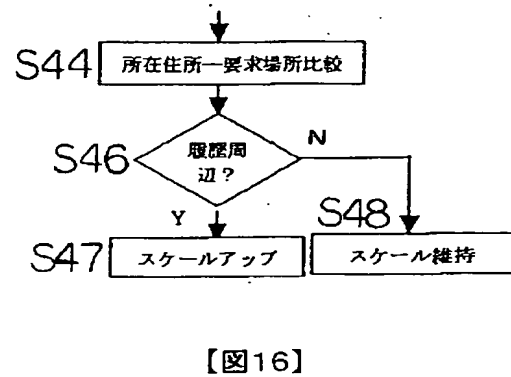 S44 所在住所―要求場所比較
S46 履歴周
辺?
N
Y
S48
S47 スケールアップ
スケール維持
【図16】